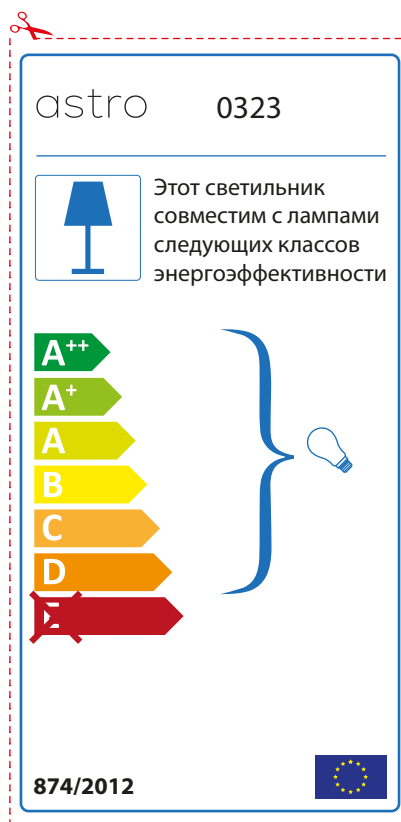 astro 0323
Этот светильник
совместим с лампами
следующих классов
энергоэффективности
A++
A+
A
B
C
D
E
874/2012